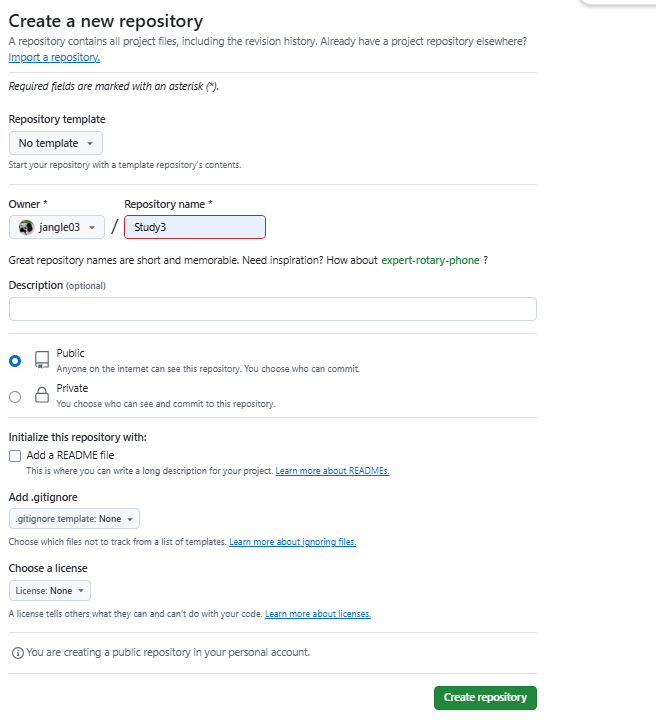 Create a new repository
A repository contains all project files, including the revision history. Already have a project repository elsewhere?
Import a repository.
Required fields are marked with an asterisk (*).
Repository template
No template
Start your repository with a template repository's contents.
Owner *
Repository name *
jangle03 / Study3
Great repository names are short and memorable. Need inspiration? How about expert-rotary-phone ?
Description (optional)
Public
Anyone on the internet can see this repository. You choose who can commit.
Private
You choose who can see and commit to this repository.
Initialize this repository with:
Add a README file
This is where you can write a long description for your project. Learn more about READMEs.
Add .gitignore
.gitignore template: None
Choose which files not to track from a list of templates. Learn more about ignoring files.
Choose a license
License: None
A license tells others what they can and can't do with your code. Learn more about licenses.
You are creating a public repository in your personal account.
Create repository